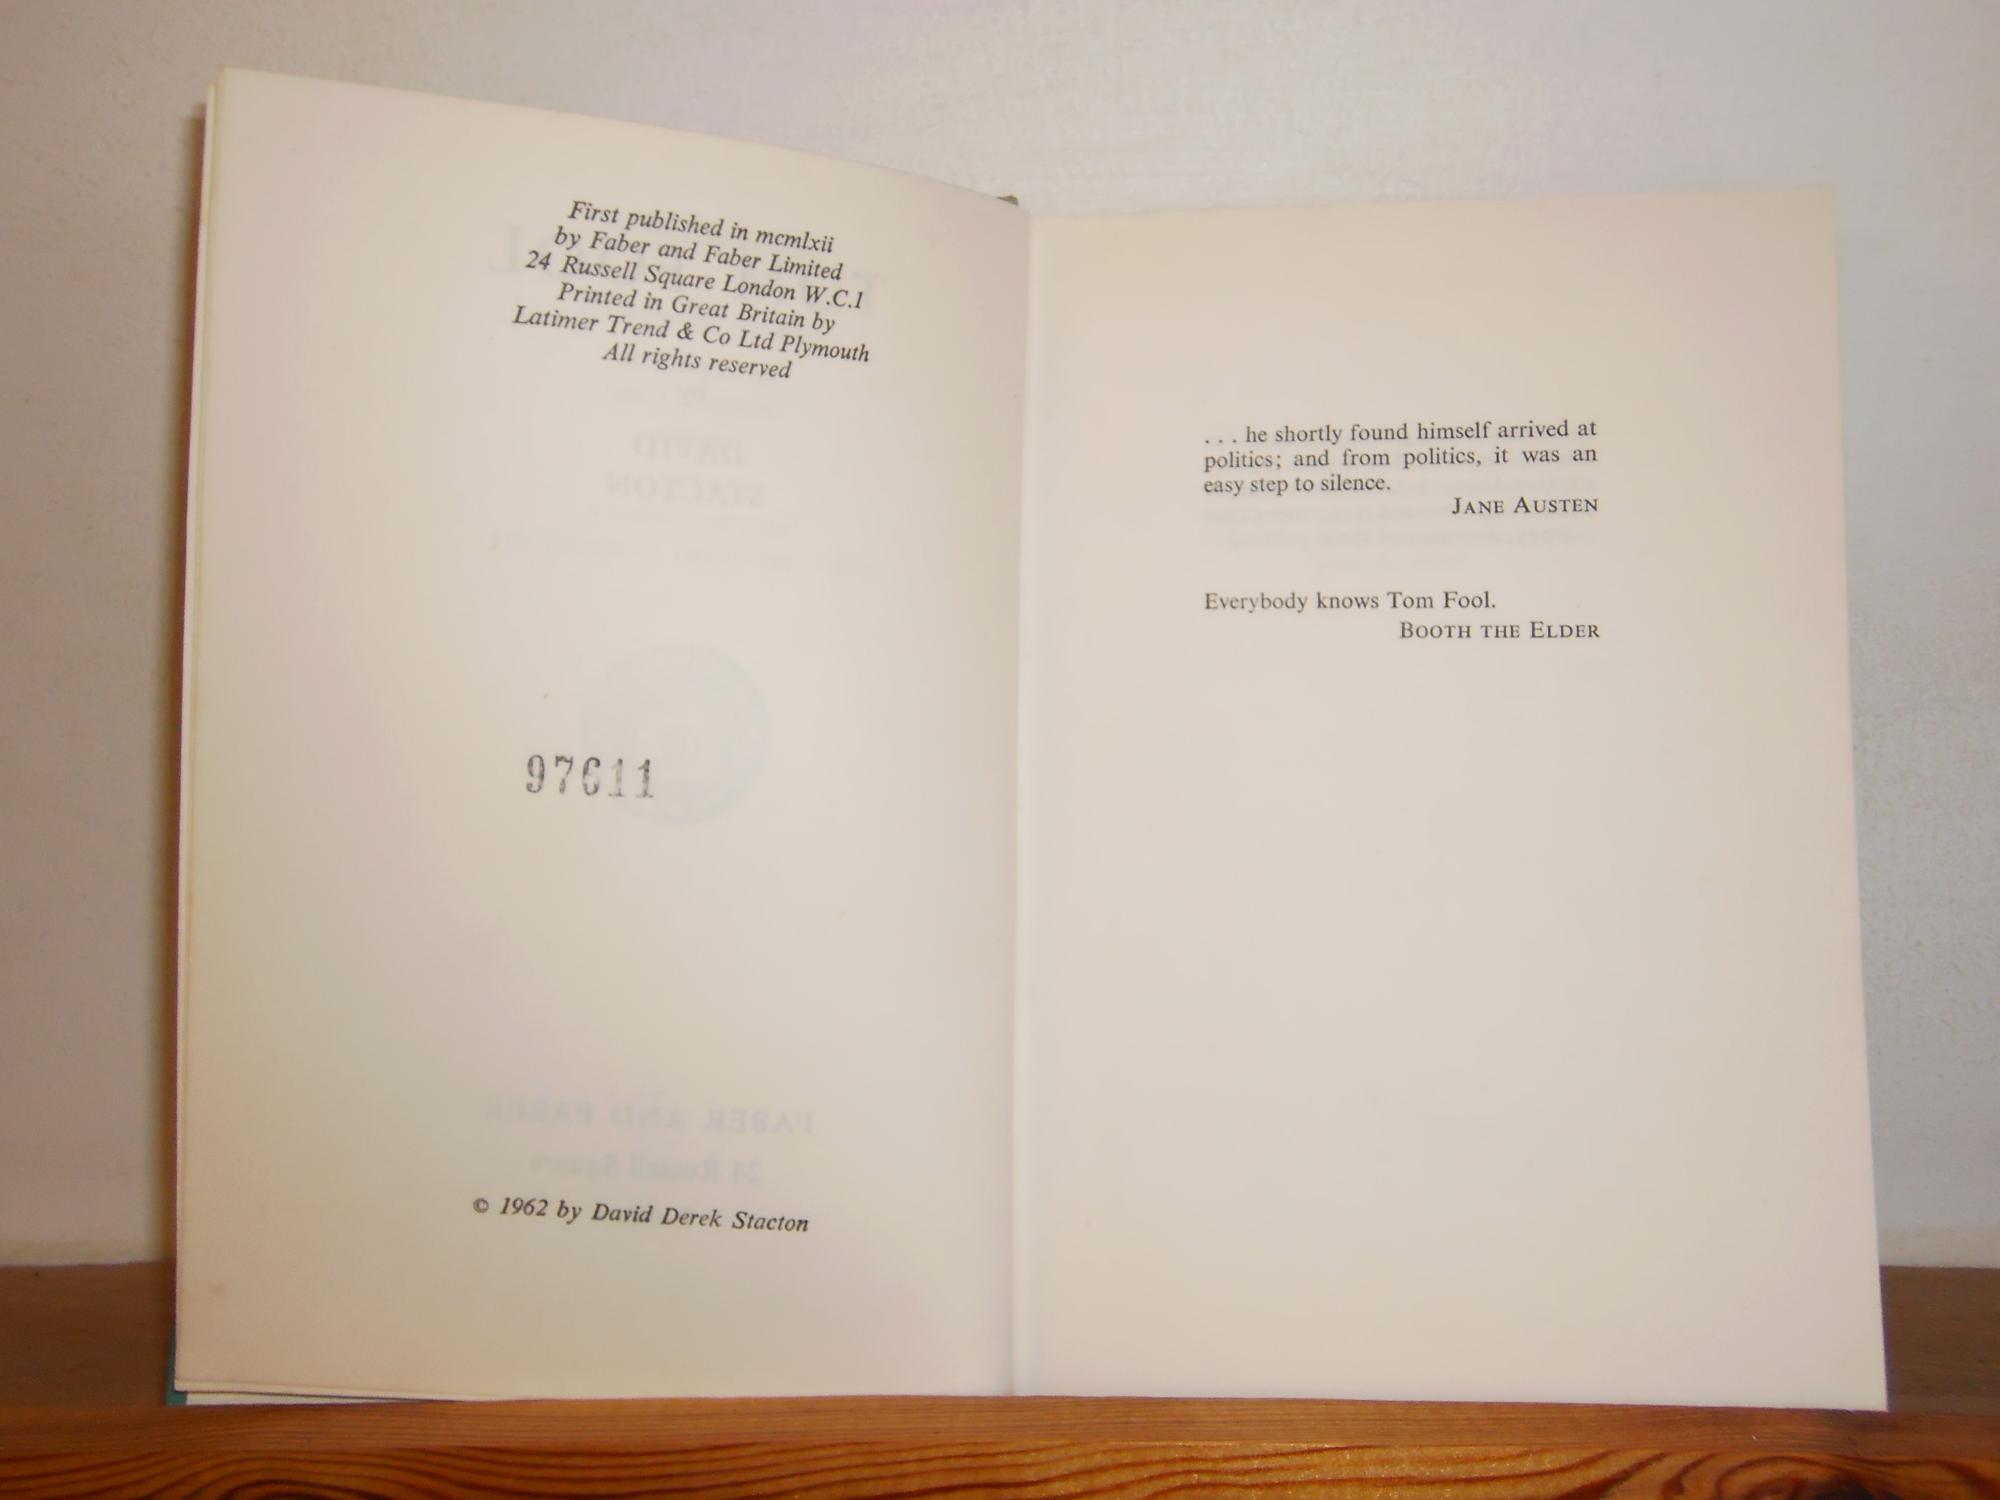 First published in mcmlxii
by Faber and Faber Limited
24 Russell Square London W.C.1
Printed in Great Britain by
Latimer Trend & Co Ltd Plymouth
All rights reserved
97611
© 1962 by David Derek Stacton
. . . he shortly found himself arrived at
politics; and from politics, it was an
easy step to silence.
JANE AUSTEN
Everybody knows Tom Fool.
BOOTH THE ELDER